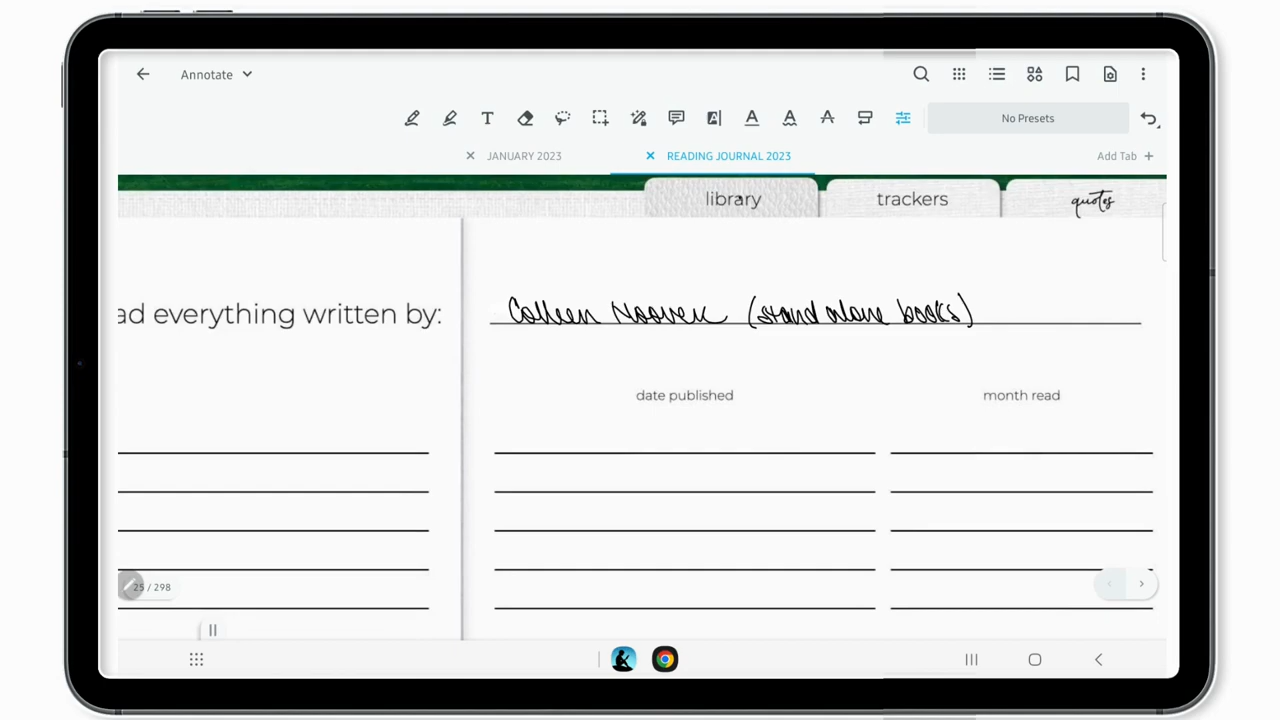 Annotate
No Presets
JANUARY 2023
READING JOURNAL 2023
Add Tab
library
trackers
quotes
ad everything written by:
Colleen Hoover (stand alone books)
date published
month read
25 / 298